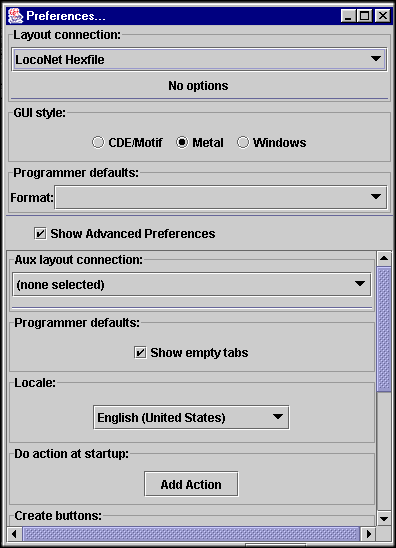 Preferences...
Layout connection:
LocoNet Hexfile
No options
GUI style:
CDE/Motif Metal Windows
Programmer defaults:
Format:
Show Advanced Preferences
Aux layout connection:
(none selected)
Programmer defaults:
Show empty tabs
Locale:
English (United States)
Do action at startup:
Add Action
Create buttons: